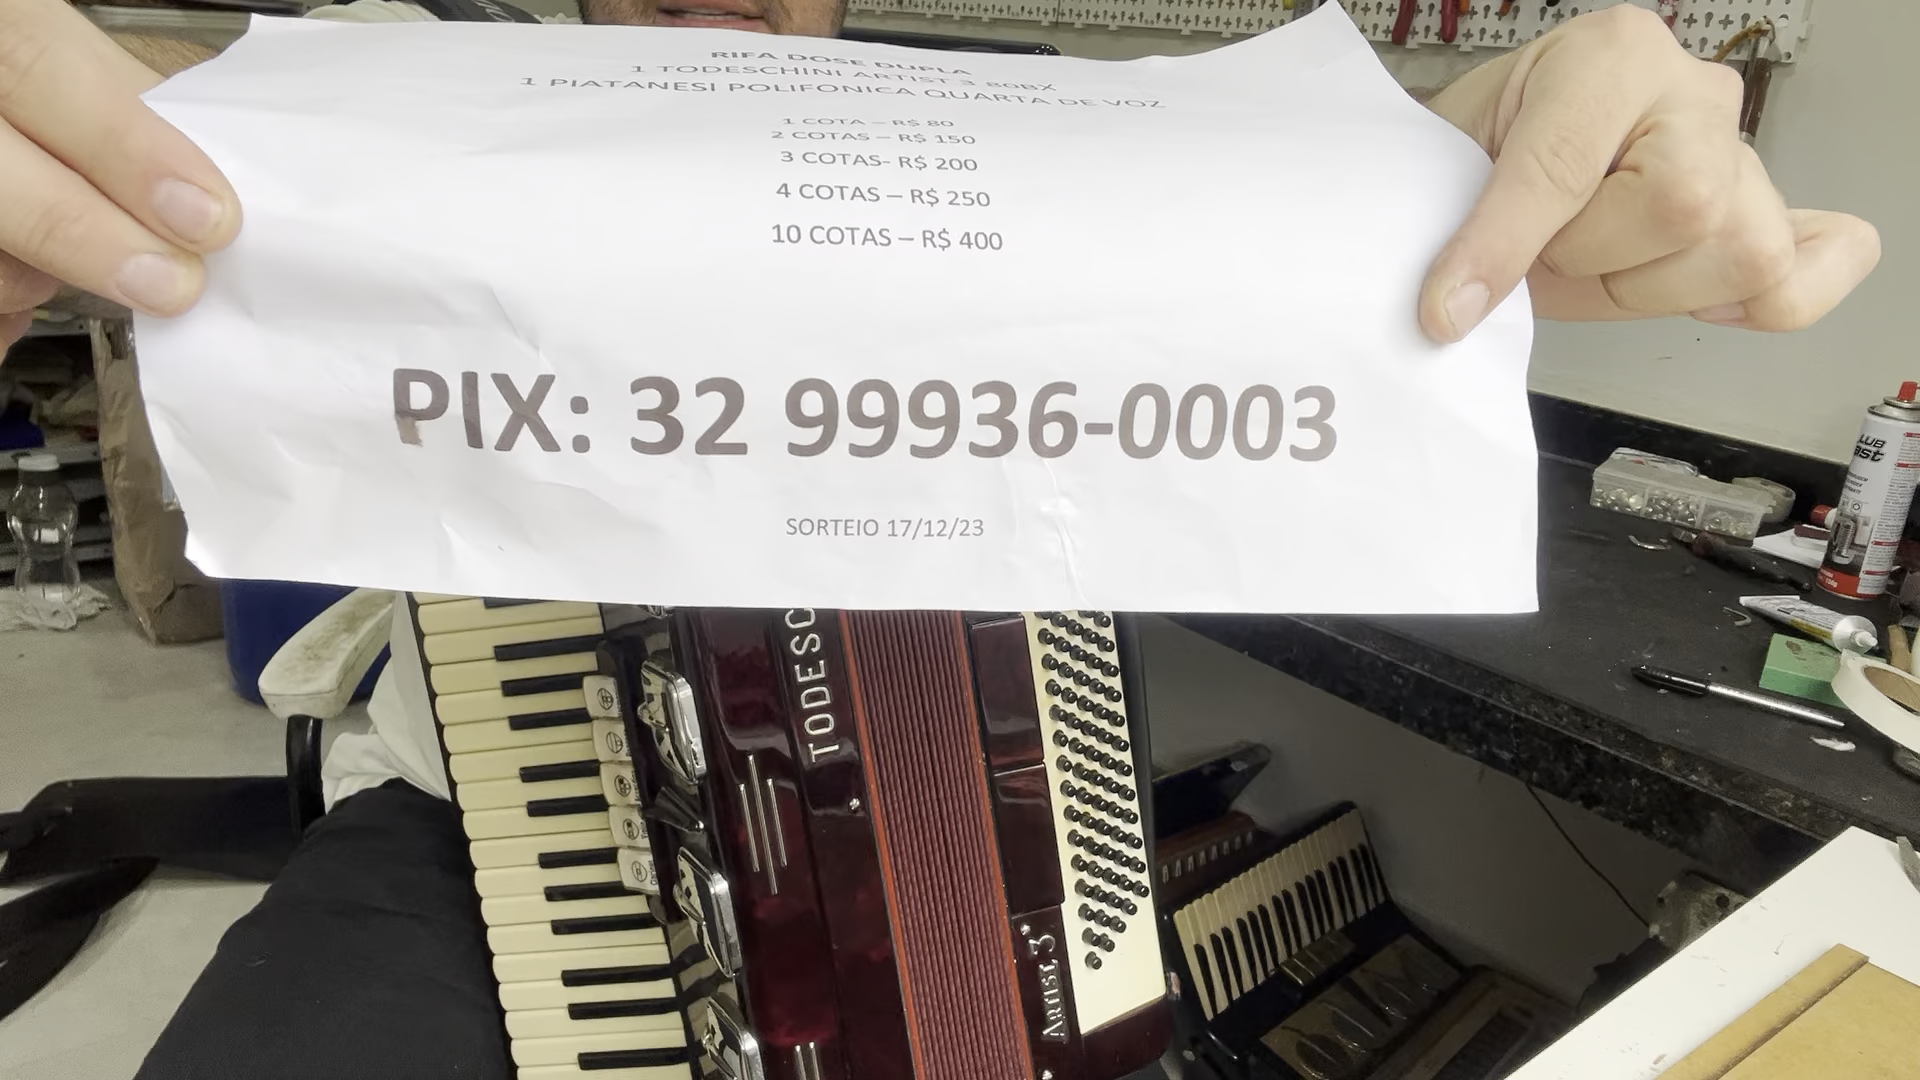 RIFA DOSE DUPLA
1 TODESCHINI ARTIST 3 80BX
1 PIATANESI POLIFONICA QUARTA DE VOZ
1 COTA – R$ 80
2 COTAS – R$ 150
3 COTAS- R$ 200
4 COTAS – R$ 250
10 COTAS – R$ 400
PIX: 32 99936-0003
SORTEIO 17/12/23
TODESC
Artist 3
LUB